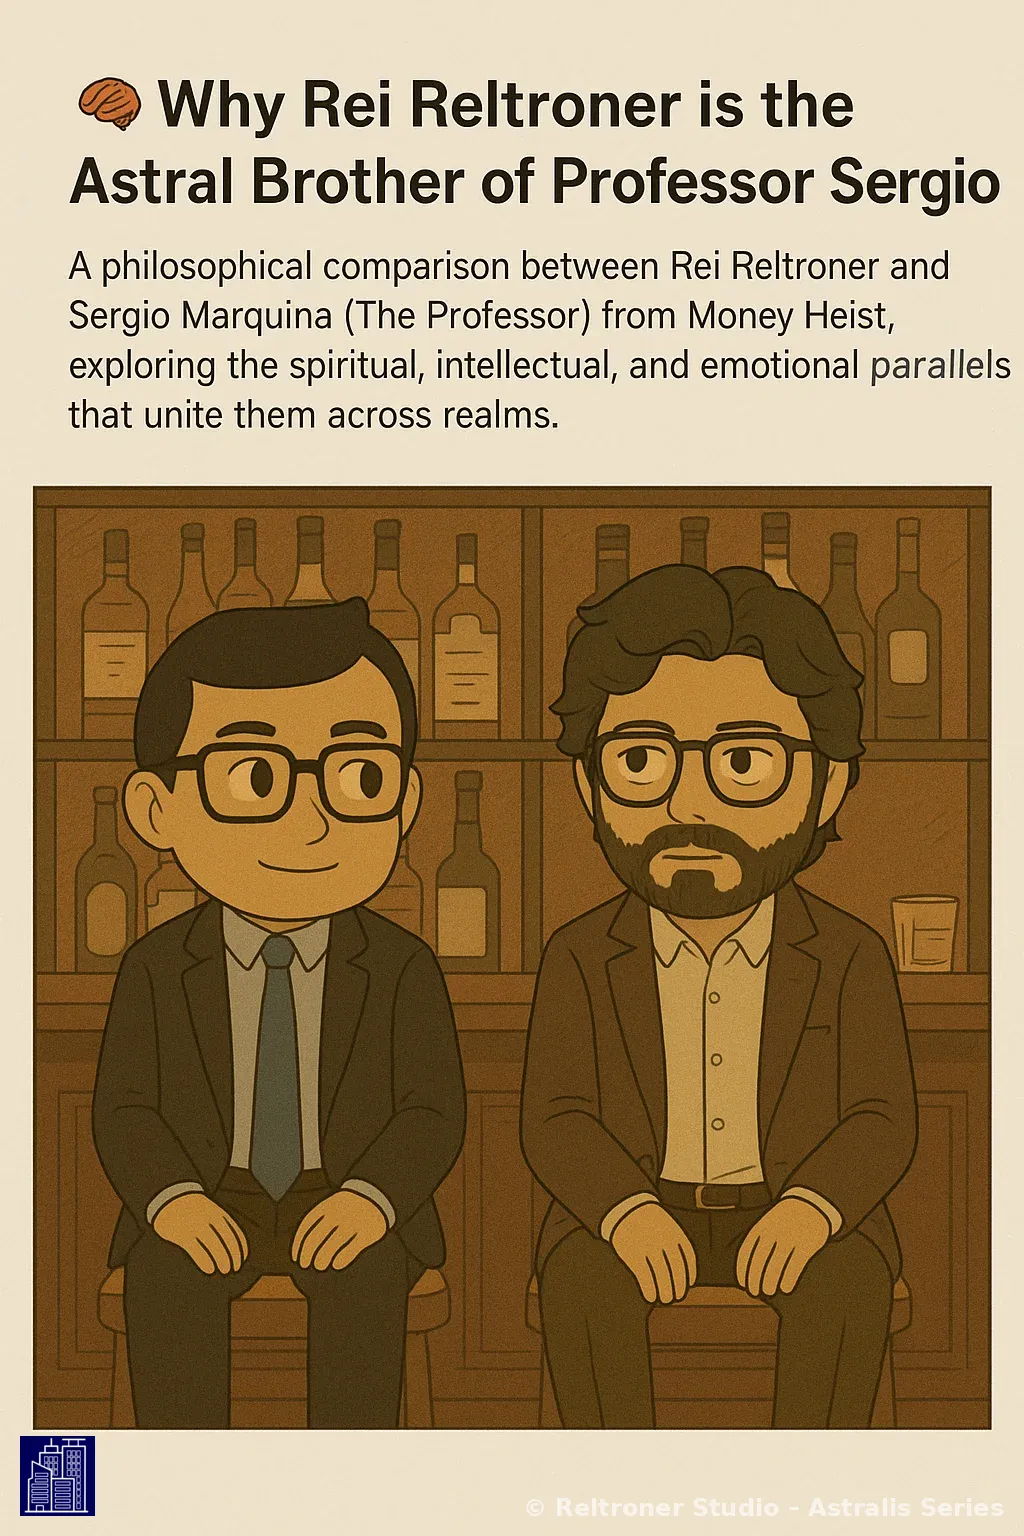 🧠 Why Rei Reltroner is the
Astral Brother of Professor Sergio
A philosophical comparison between Rei Reltroner and
Sergio Marquina (The Professor) from Money Heist,
exploring the spiritual, intellectual, and emotional parallels
that unite them across realms.
© Reltroner Studio - Astralis Series